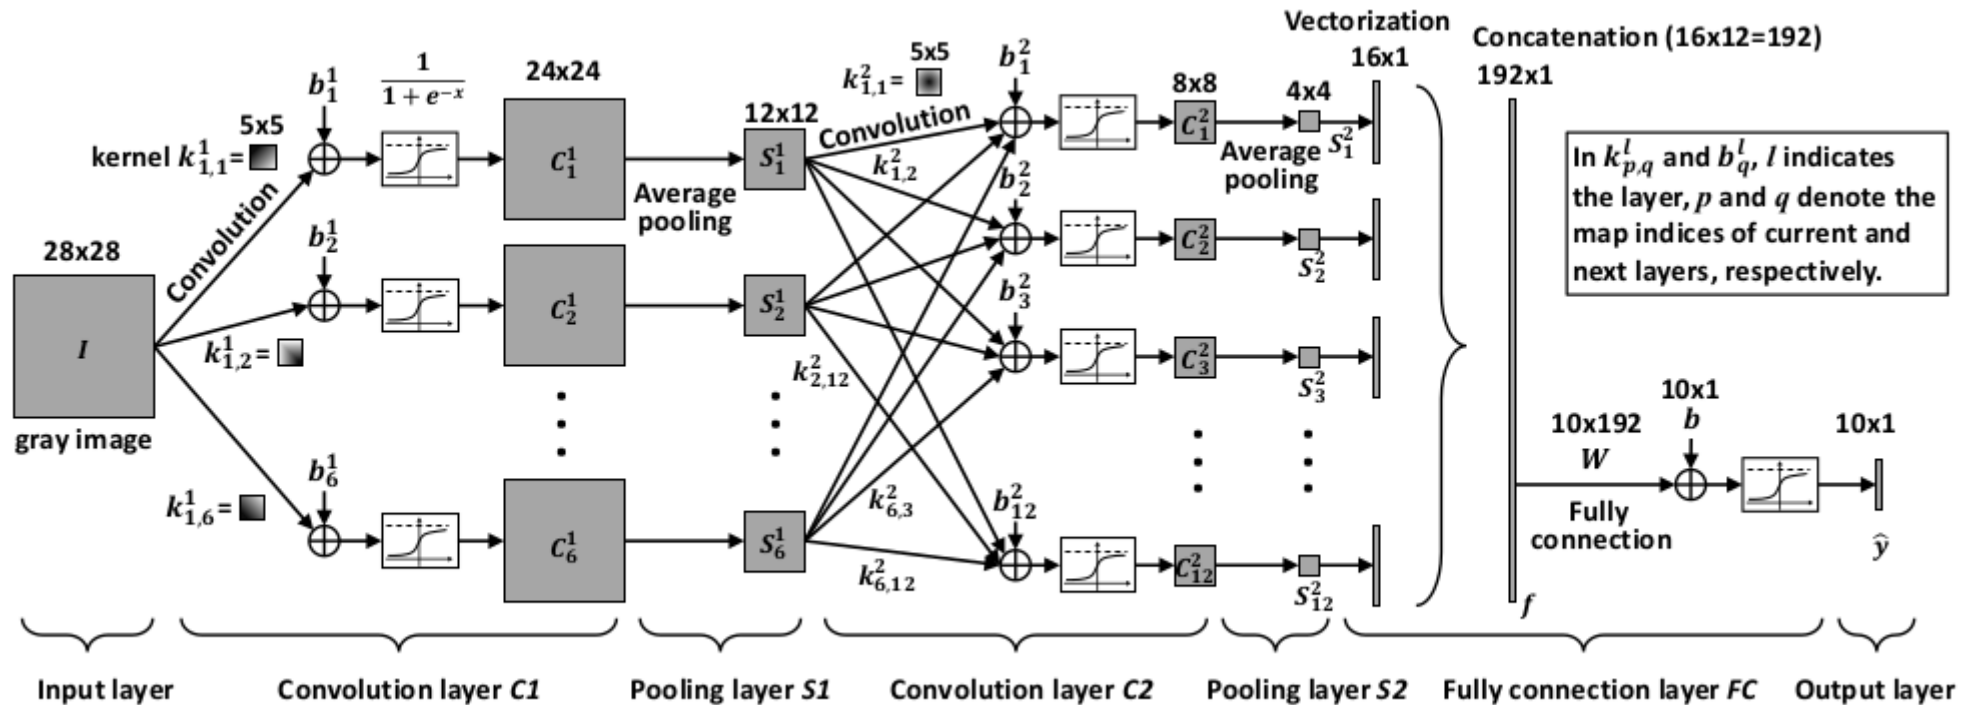 28x28
I
gray image
Convolution
kernel k^1_{1,1}=
5x5
b^1_1
1
1 + e^{-x}
24x24
C^1_1
Average
pooling
12x12
S^1_1
k^1_{1,2}=
b^1_2
C^1_2
S^1_2
k^1_{1,6}=
b^1_6
C^1_6
S^1_6
Convolution
k^2_{1,1}=
5x5
k^2_{1,2}
k^2_{2,12}
k^2_{6,3}
k^2_{6,12}
b^2_1
b^2_2
b^2_3
b^2_{12}
8x8
C^2_1
C^2_2
C^2_3
C^2_{12}
Average
pooling
4x4
S^2_1
S^2_2
S^2_3
S^2_{12}
Vectorization
16x1
Concatenation (16x12=192)
192x1
f
In k^l_{p,q} and b^l_q, l indicates
the layer, p and q denote the
map indices of current and
next layers, respectively.
10x192
W
Fully
connection
10x1
b
10x1
ŷ
Input layer
Convolution layer C1
Pooling layer S1
Convolution layer C2
Pooling layer S2
Fully connection layer FC
Output layer